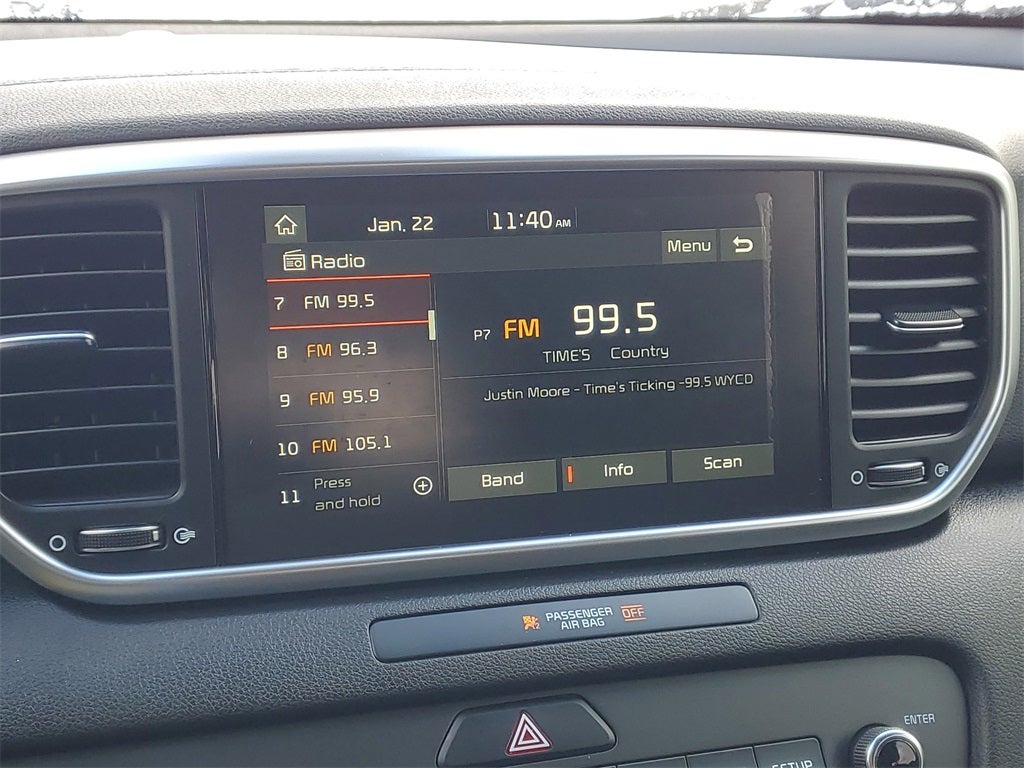 Jan. 22 11:40 AM
Radio Menu
7 FM 99.5
8 FM 96.3
9 FM 95.9
10 FM 105.1
11 Press and hold
P7 FM 99.5
TIME'S Country
Justin Moore - Time's Ticking -99.5 WYCD
Band Info Scan
PASSENGER
AIR BAG OFF
ENTER
SETUP